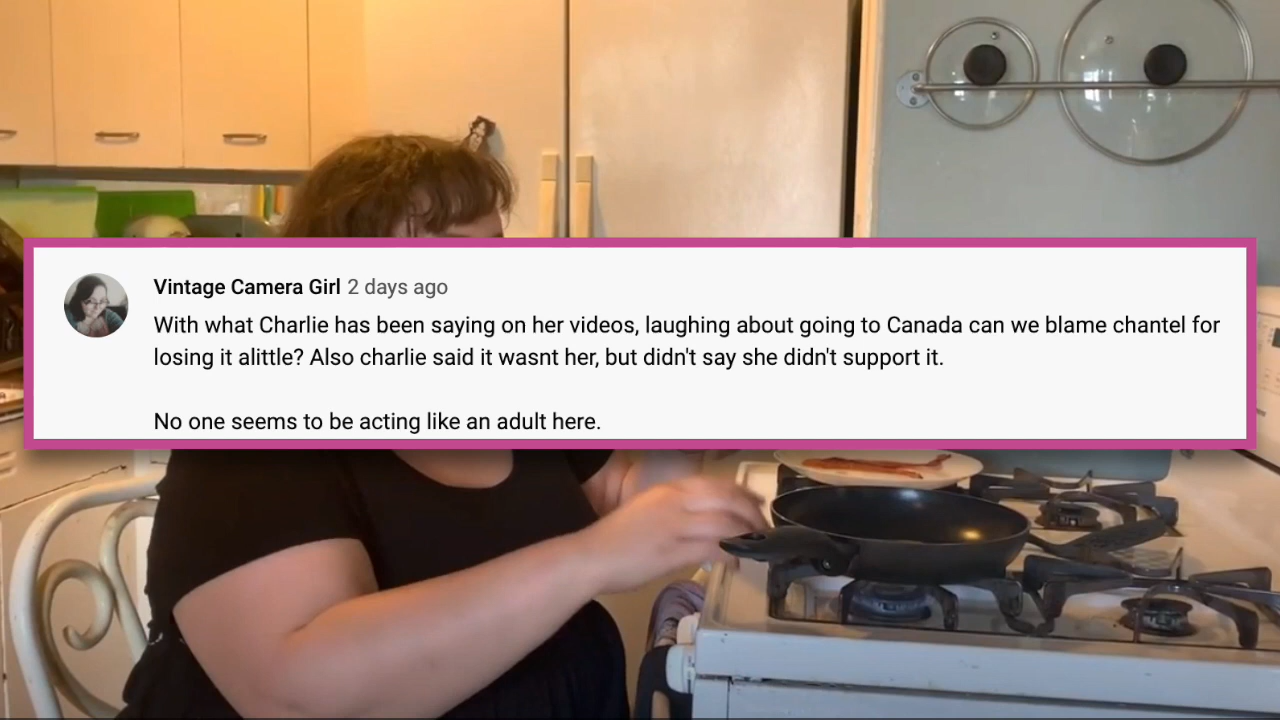 Vintage Camera Girl 2 days ago
With what Charlie has been saying on her videos, laughing about going to Canada can we blame chantel for
losing it alittle? Also charlie said it wasnt her, but didn't say she didn't support it.
No one seems to be acting like an adult here.